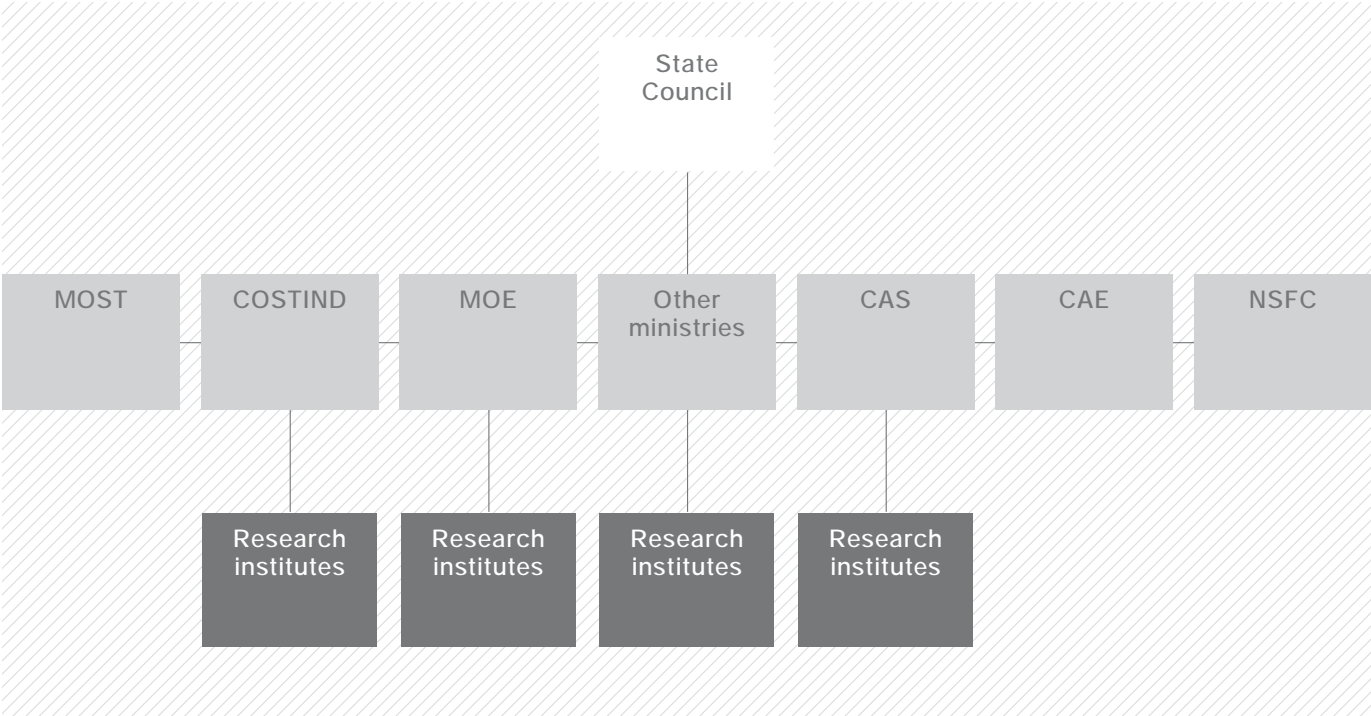 State
Council
MOST
COSTIND
MOE
Other
ministries
CAS
CAE
NSFC
Research
institutes
Research
institutes
Research
institutes
Research
institutes